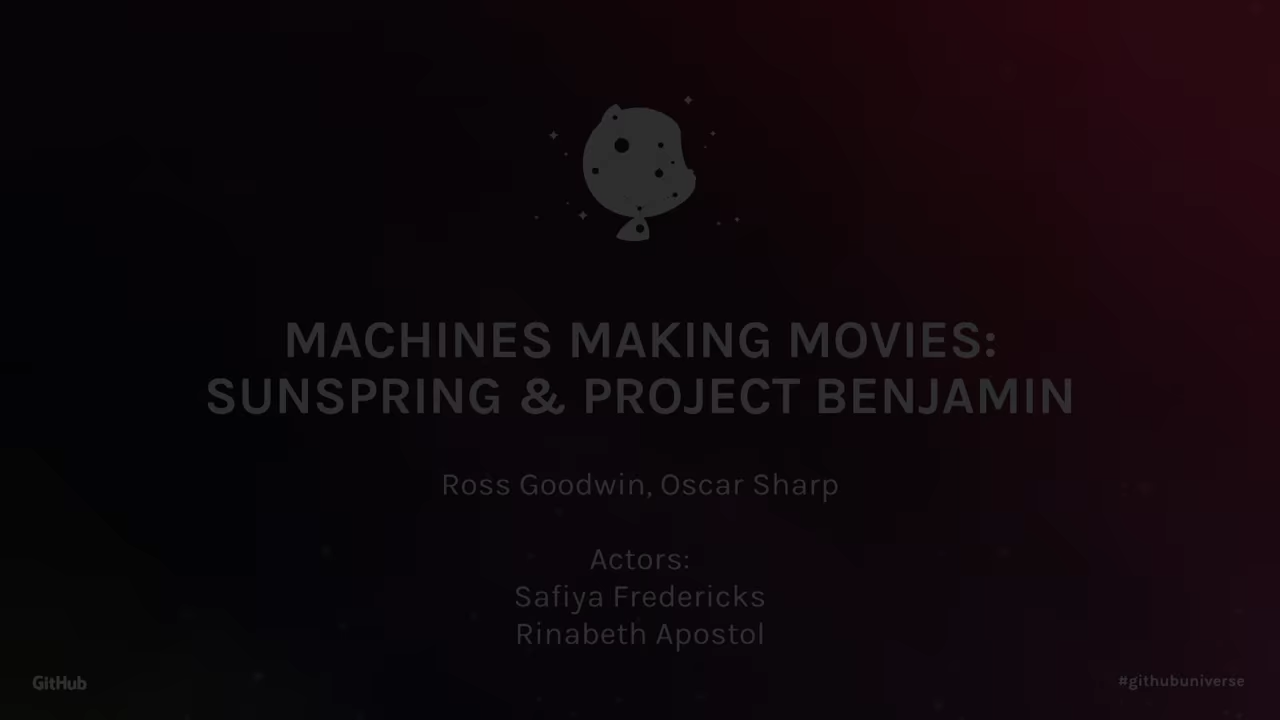 MACHINES MAKING MOVIES:
SUNSPRING & PROJECT BENJAMIN
Ross Goodwin, Oscar Sharp
Actors:
Safiya Fredericks
Rinabeth Apostol
GitHub
#githubuniverse